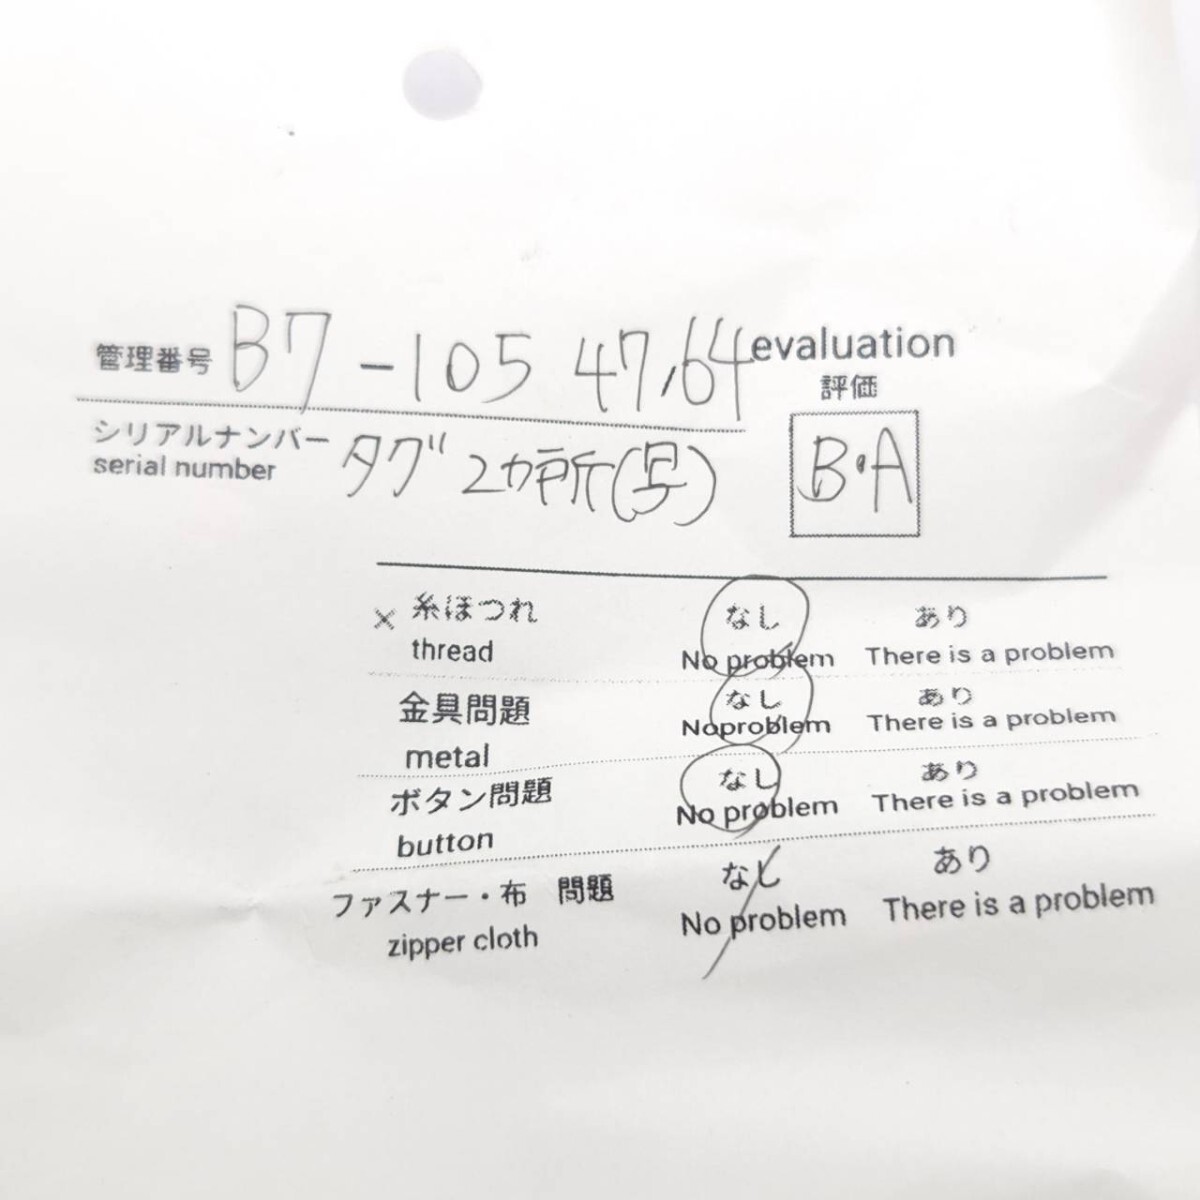 管理番号 B7-105 47,64 evaluation
評価
シリアルナンバー タグ 2カ所(写) B・A
serial number
× 糸ほつれ なし あり
thread No problem There is a problem
金具問題 なし あり
metal Noproblem There is a problem
ボタン問題 なし あり
button No problem There is a problem
ファスナー・布 問題 なし あり
zipper cloth No problem There is a problem